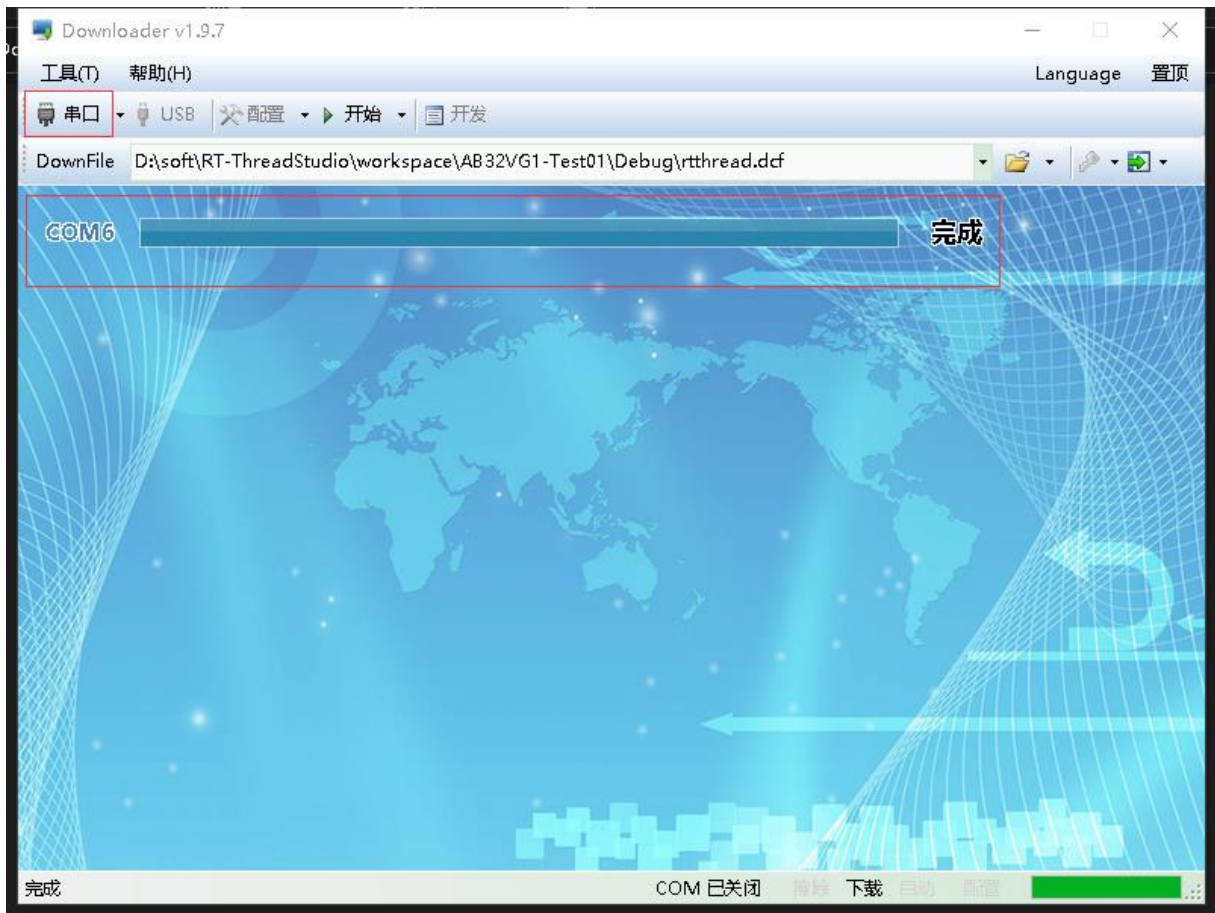 Downloader v1.9.7
工具(T) 帮助(H) Language 置顶
串口 USB 配置 开始 开发
DownFile D:\soft\RT-ThreadStudio\workspace\AB32VG1-Test01\Debug\rtthread.dcf
COM6 完成
完成 COM 已关闭 擦除 下载 自动 配置